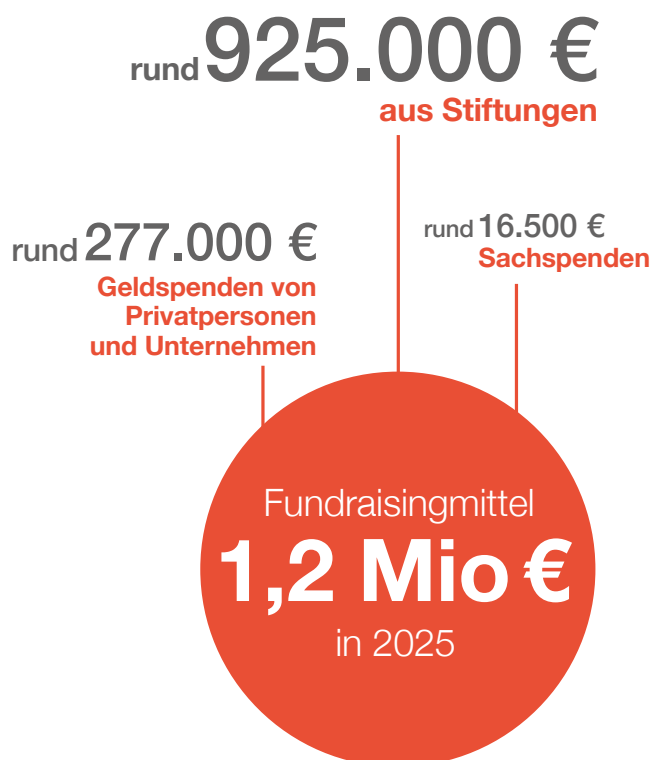 rund 925.000 €
aus Stiftungen
rund 277.000 €
Geldspenden von
Privatpersonen
und Unternehmen
rund 16.500 €
Sachspenden
Fundraisingmittel
1,2 Mio €
in 2025